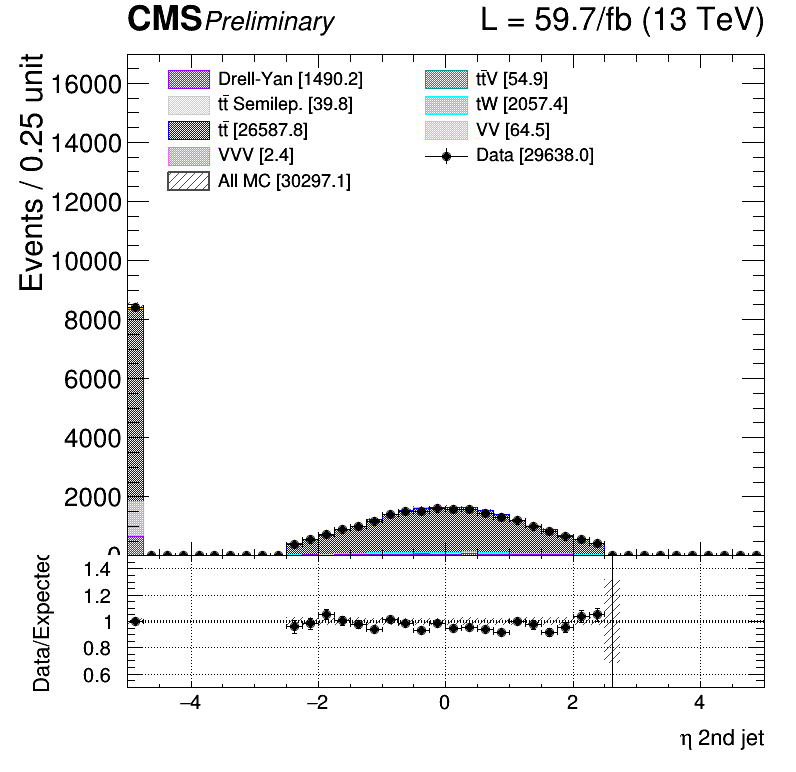 CMS Preliminary L = 59.7/fb (13 TeV)
Events / 0.25 unit
16000
14000
12000
10000
8000
6000
4000
2000
0
Drell-Yan [1490.2]
tt̄ Semilep. [39.8]
tt̄ [26587.8]
VVV [2.4]
All MC [30297.1]
tt̄V [54.9]
tW [2057.4]
VV [64.5]
Data [29638.0]
Data/Expected
1.4
1.2
1
0.8
0.6
−4 −2 0 2 4
η 2nd jet